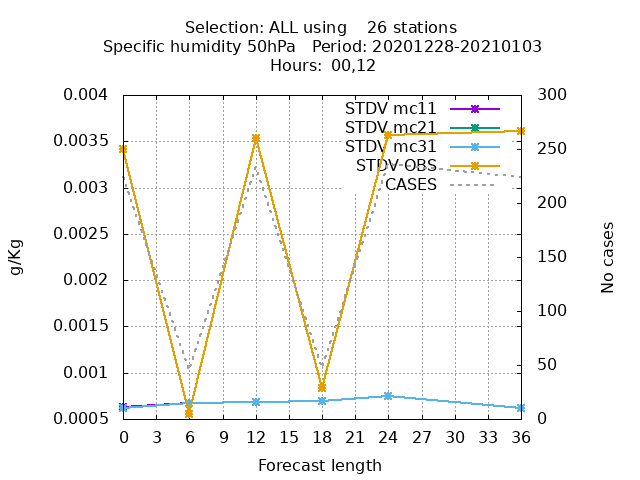 Selection: ALL using    26 stations
Specific humidity 50hPa   Period: 20201228-20210103
Hours: 00,12
0.004
0.0035
0.003
0.0025
0.002
0.0015
0.001
0.0005
g/Kg
STDV mc11
STDV mc21
STDV mc31
STDV OBS
CASES
300
250
200
150
100
50
0
No cases
0 3 6 9 12 15 18 21 24 27 30 33 36
Forecast length